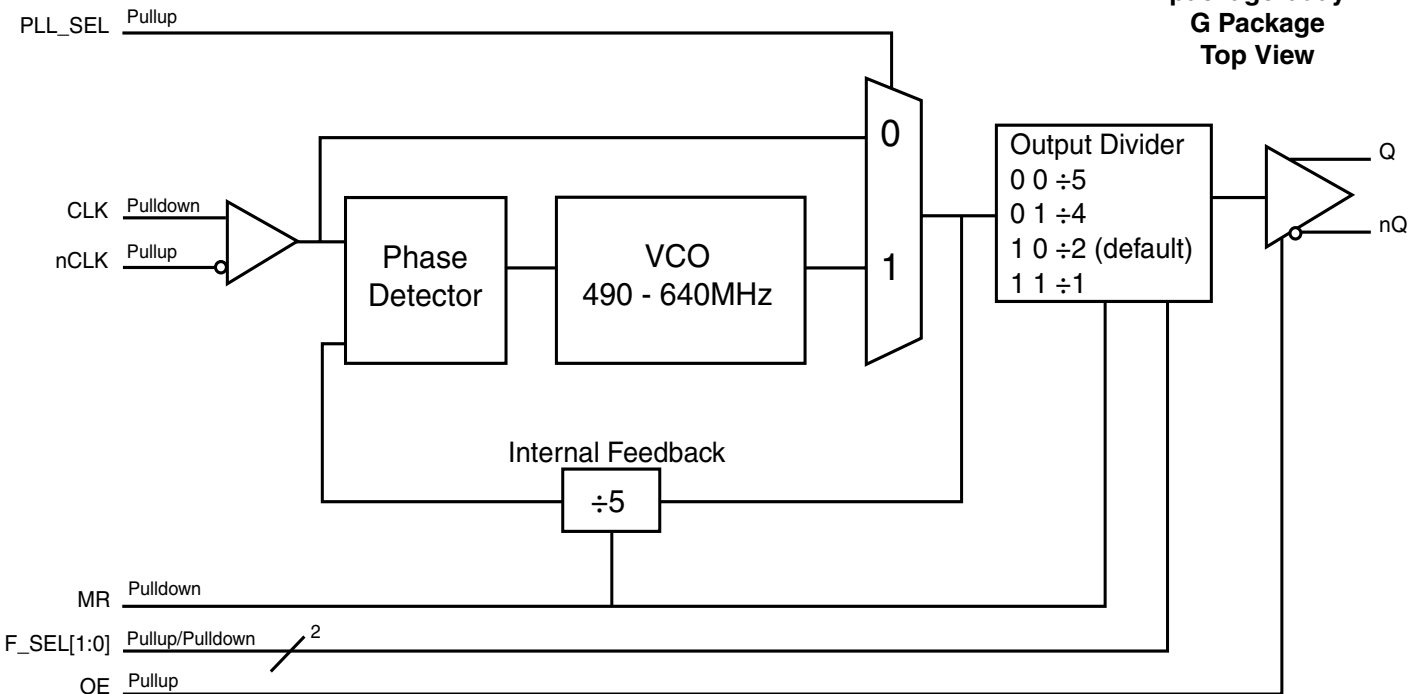 G Package
Top View
PLL_SEL Pullup
0
Output Divider
0 0 ÷5
0 1 ÷4
1 0 ÷2 (default)
1 1 ÷1
Q
nQ
CLK Pulldown
nCLK Pullup
Phase
Detector
VCO
490 - 640MHz
1
Internal Feedback
÷5
MR Pulldown
F_SEL[1:0] Pullup/Pulldown 2
OE Pullup